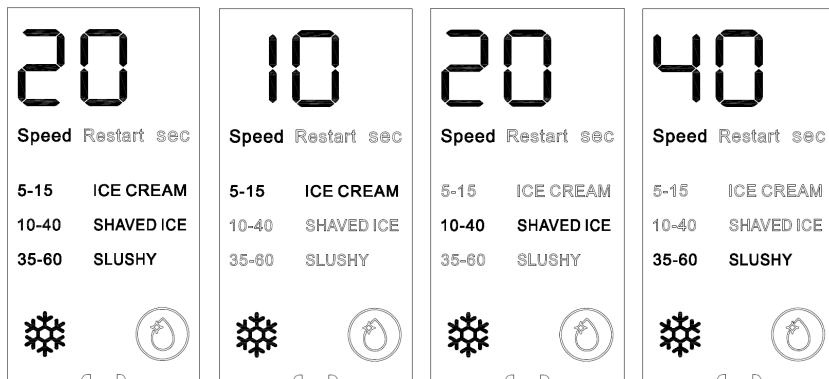 20
Speed Restart sec
5-15 ICE CREAM
10-40 SHAVED ICE
35-60 SLUSHY
10
Speed Restart sec
5-15 ICE CREAM
10-40 SHAVED ICE
35-60 SLUSHY
20
Speed Restart sec
5-15 ICE CREAM
10-40 SHAVED ICE
35-60 SLUSHY
40
Speed Restart sec
5-15 ICE CREAM
10-40 SHAVED ICE
35-60 SLUSHY